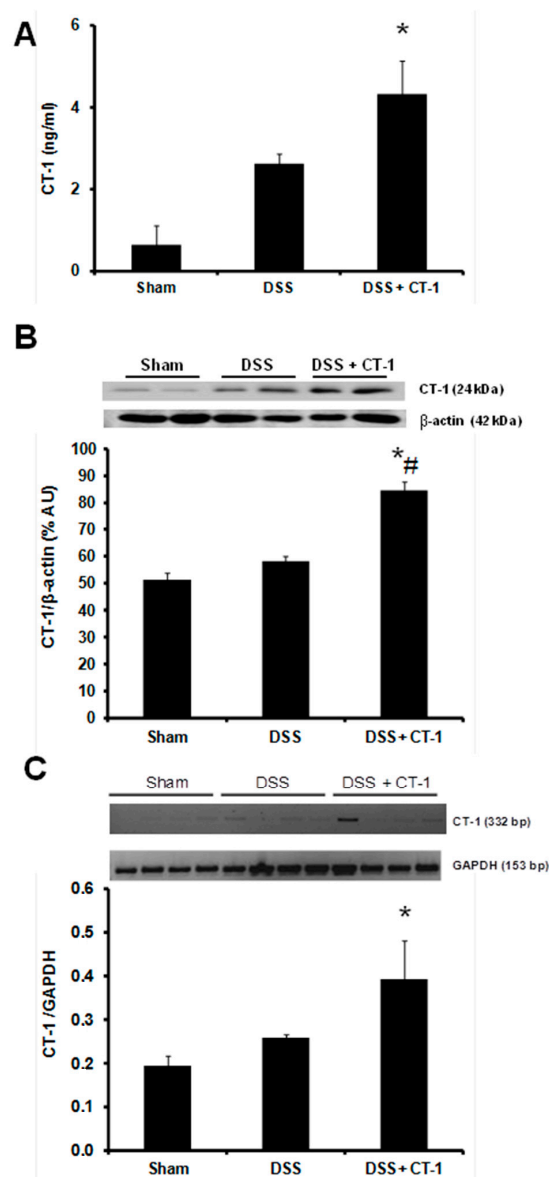 A
6
4
2
0
CT-1 (ng/ml)
*
Sham DSS DSS + CT-1
B
Sham DSS DSS + CT-1
CT-1 (24 kDa)
β-actin (42 kDa)
100
90
80
70
60
50
40
30
20
10
0
CT-1/β-actin (% AU)
*#
Sham DSS DSS + CT-1
C
Sham DSS DSS + CT-1
CT-1 (332 bp)
GAPDH (153 bp)
0.6
0.5
0.4
0.3
0.2
0.1
0.0
CT-1 /GAPDH
*
Sham DSS DSS + CT-1